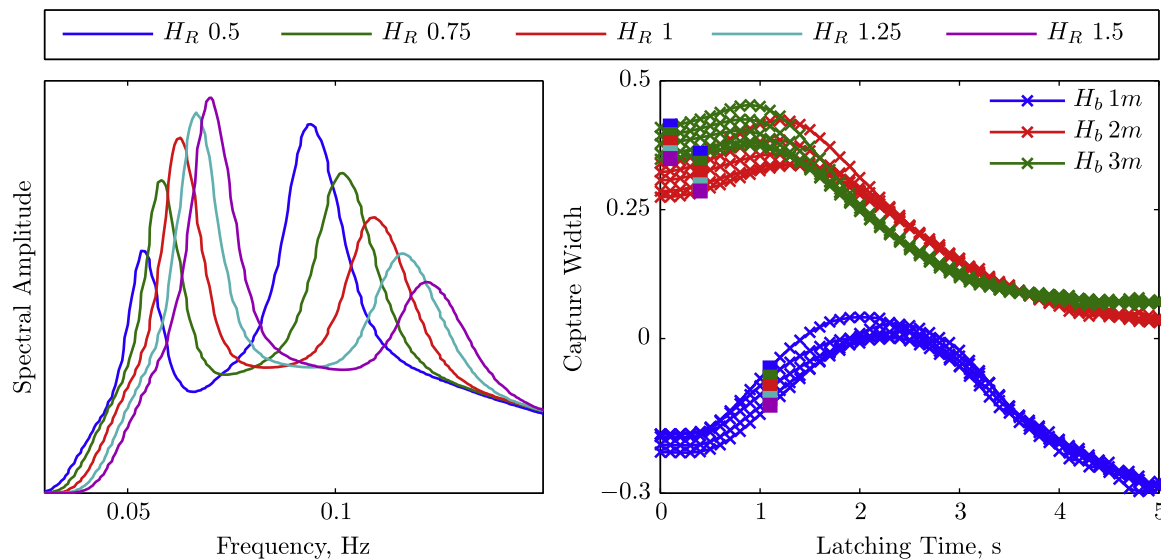 H_R 0.5 H_R 0.75 H_R 1 H_R 1.25 H_R 1.5
Spectral Amplitude
0.05 0.1
Frequency, Hz
Capture Width
0.5
0.25
0
−0.3
H_b 1m
H_b 2m
H_b 3m
0 1 2 3 4 5
Latching Time, s